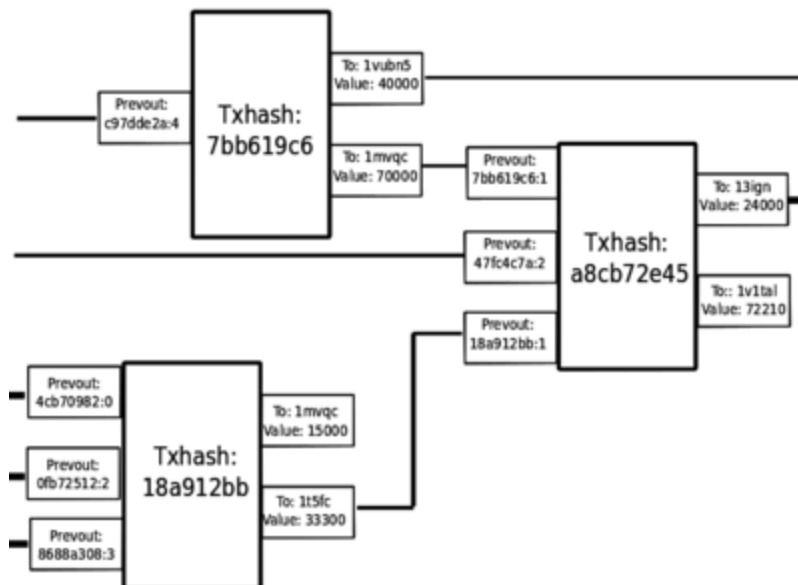 To: 1vubn5
Value: 40000
Prevout:
c97dde2a:4
Txhash:
7bb619c6
To: 1mvqc
Value: 70000
Prevout:
7bb619c6:1
To: 13ign
Value: 24000
Prevout:
47fc4c7a:2
Txhash:
a8cb72e45
To:: 1v1tal
Value: 72210
Prevout:
18a912bb:1
Prevout:
4cb70982:0
To: 1mvqc
Value: 15000
Prevout:
0fb72512:2
Txhash:
18a912bb
To: 1t5fc
Value: 33300
Prevout:
8688a308:3